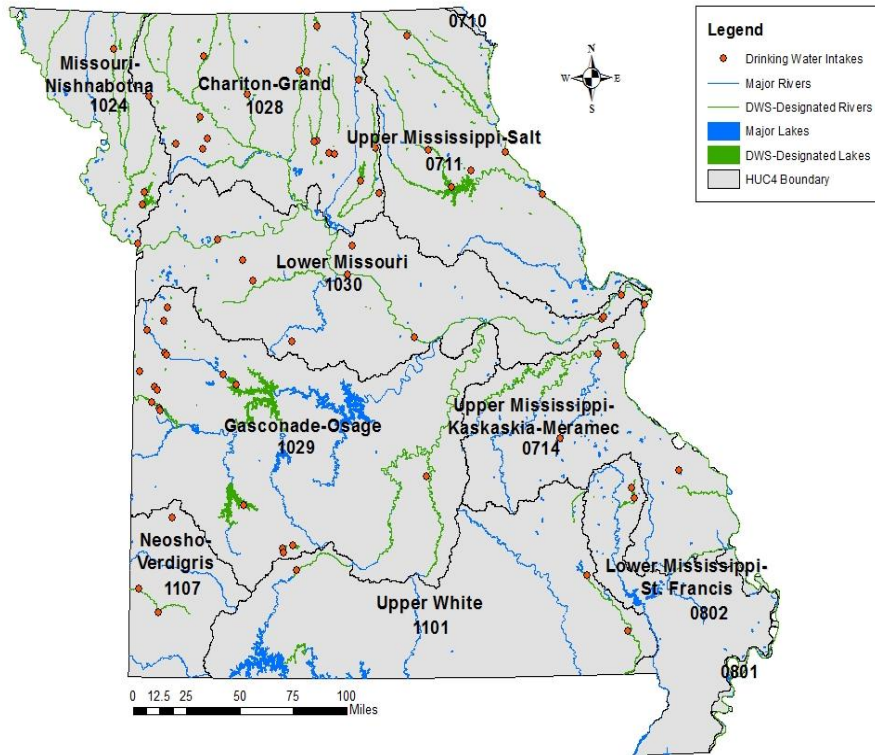 0710
Missouri-
Nishnabotna
1024
Chariton-Grand
1028
Upper Mississippi-Salt
0711
Lower Missouri
1030
Gasconade-Osage
1029
Upper Mississippi-
Kaskaskia-Meramec
0714
Neosho-
Verdigris
1107
Upper White
1101
Lower Mississippi-
St. Francis
0802
0801
N
W E
S
Legend
Drinking Water Intakes
Major Rivers
DWS-Designated Rivers
Major Lakes
DWS-Designated Lakes
HUC4 Boundary
0 12.5 25 50 75 100
Miles